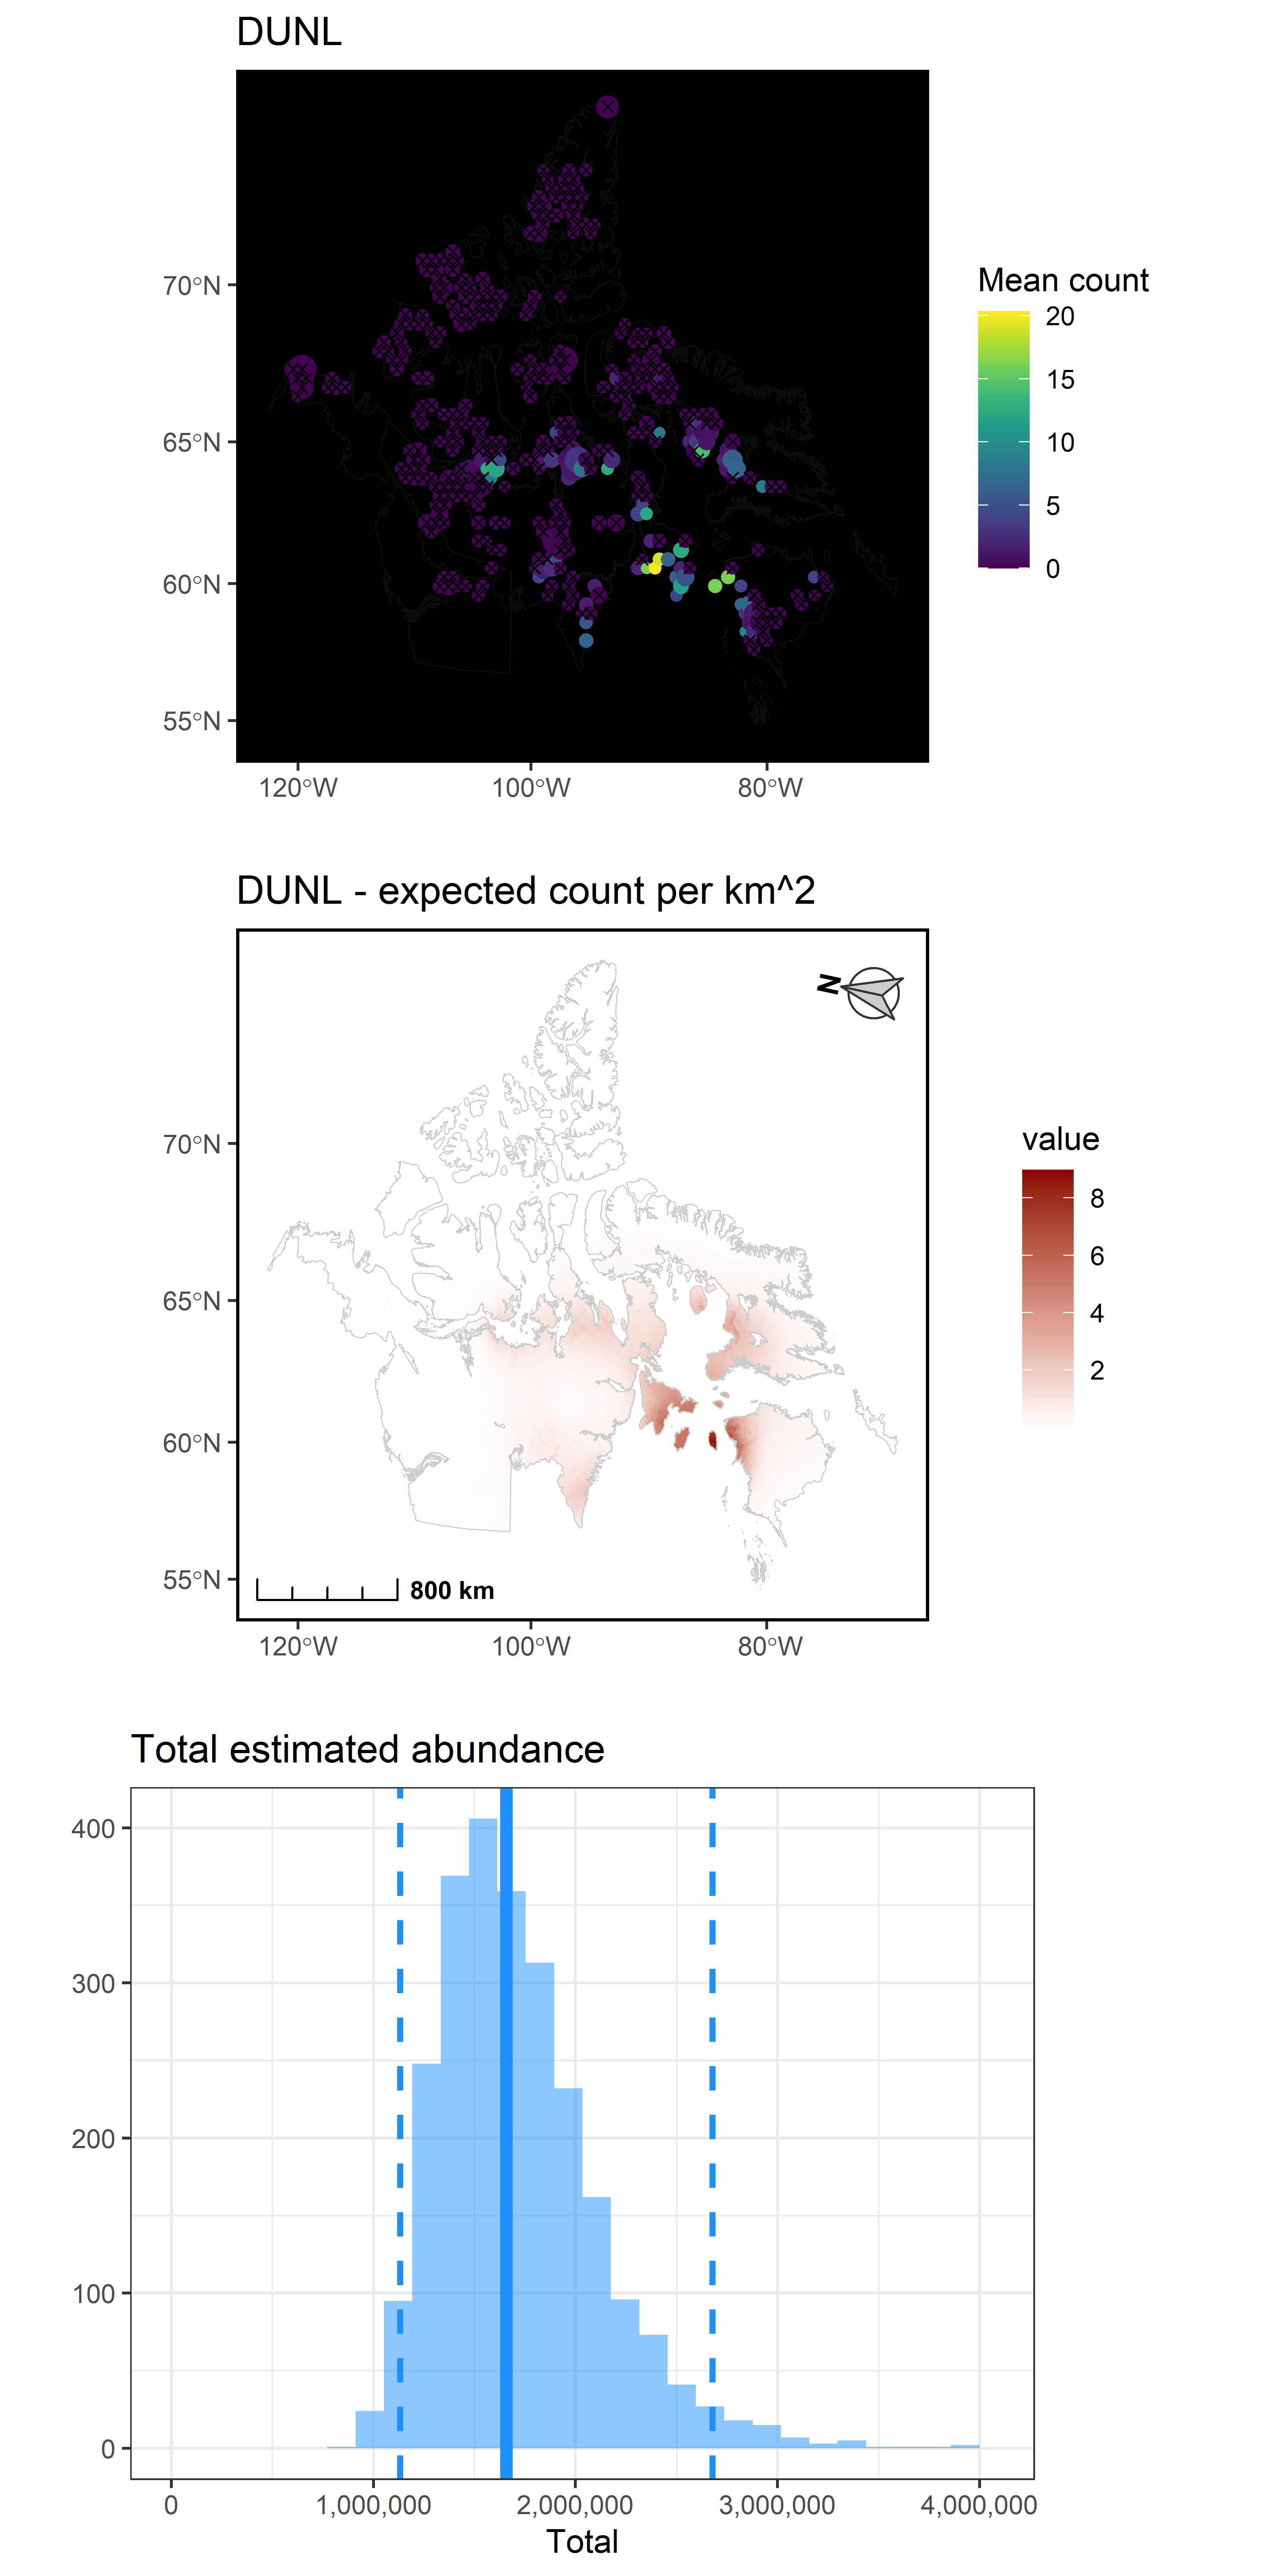 DUNL
70°N
65°N
60°N
55°N
120°W 100°W 80°W
Mean count
20
15
10
5
0
DUNL - expected count per km^2
N
70°N
65°N
60°N
55°N
800 km
120°W 100°W 80°W
value
8
6
4
2
Total estimated abundance
400
300
200
100
0
0 1,000,000 2,000,000 3,000,000 4,000,000
Total